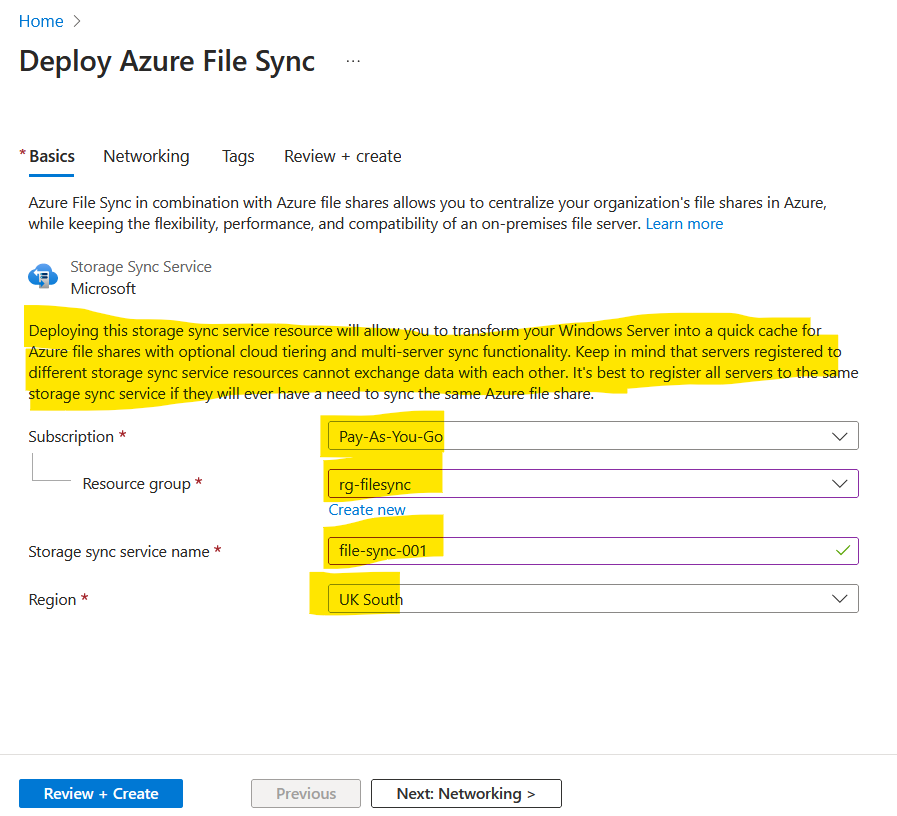 Home >
Deploy Azure File Sync ...
* Basics Networking Tags Review + create
Azure File Sync in combination with Azure file shares allows you to centralize your organization's file shares in Azure,
while keeping the flexibility, performance, and compatibility of an on-premises file server. Learn more
Storage Sync Service
Microsoft
Deploying this storage sync service resource will allow you to transform your Windows Server into a quick cache for
Azure file shares with optional cloud tiering and multi-server sync functionality. Keep in mind that servers registered to
different storage sync service resources cannot exchange data with each other. It's best to register all servers to the same
storage sync service if they will ever have a need to sync the same Azure file share.
Subscription * Pay-As-You-Go
Resource group * rg-filesync
Create new
Storage sync service name * file-sync-001
Region * UK South
Review + Create Previous Next: Networking >